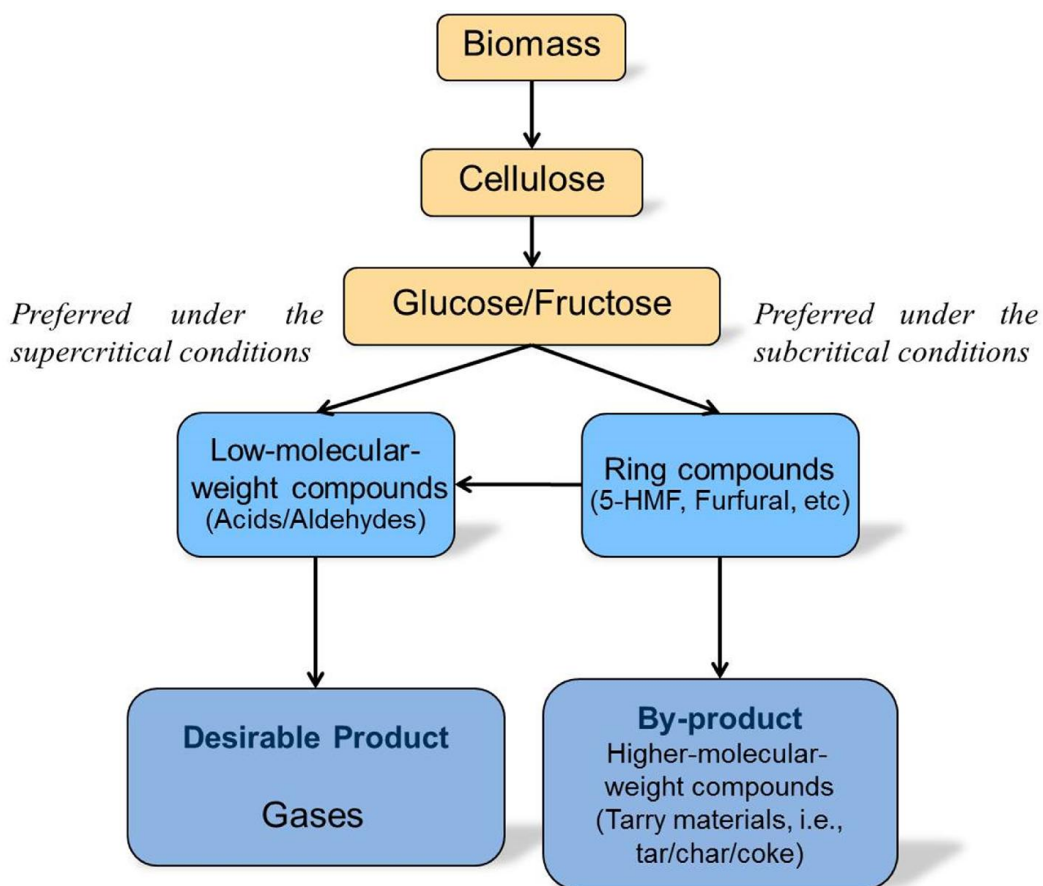 Biomass
Cellulose
Glucose/Fructose
Preferred under the
supercritical conditions
Preferred under the
subcritical conditions
Low-molecular-
weight compounds
(Acids/Aldehydes)
Ring compounds
(5-HMF, Furfural, etc)
Desirable Product
Gases
By-product
Higher-molecular-
weight compounds
(Tarry materials, i.e.,
tar/char/coke)